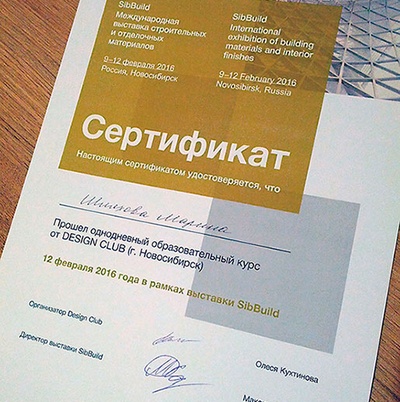 SibBuild
Международная
выставка строительных
и отделочных
материалов
9–12 февраля 2016
Россия, Новосибирск
SibBuild
International
exhibition of building
materials and interior
finishes
9–12 February 2016
Novosibirsk, Russia
Сертификат
Настоящим сертификатом удостоверяется, что
Марина
Прошел однодневный образовательный курс
от DESIGN CLUB (г. Новосибирск)
12 февраля 2016 года в рамках выставки SibBuild
Организатор Design Club
Олеся Кухтинова
Директор выставки SibBuild